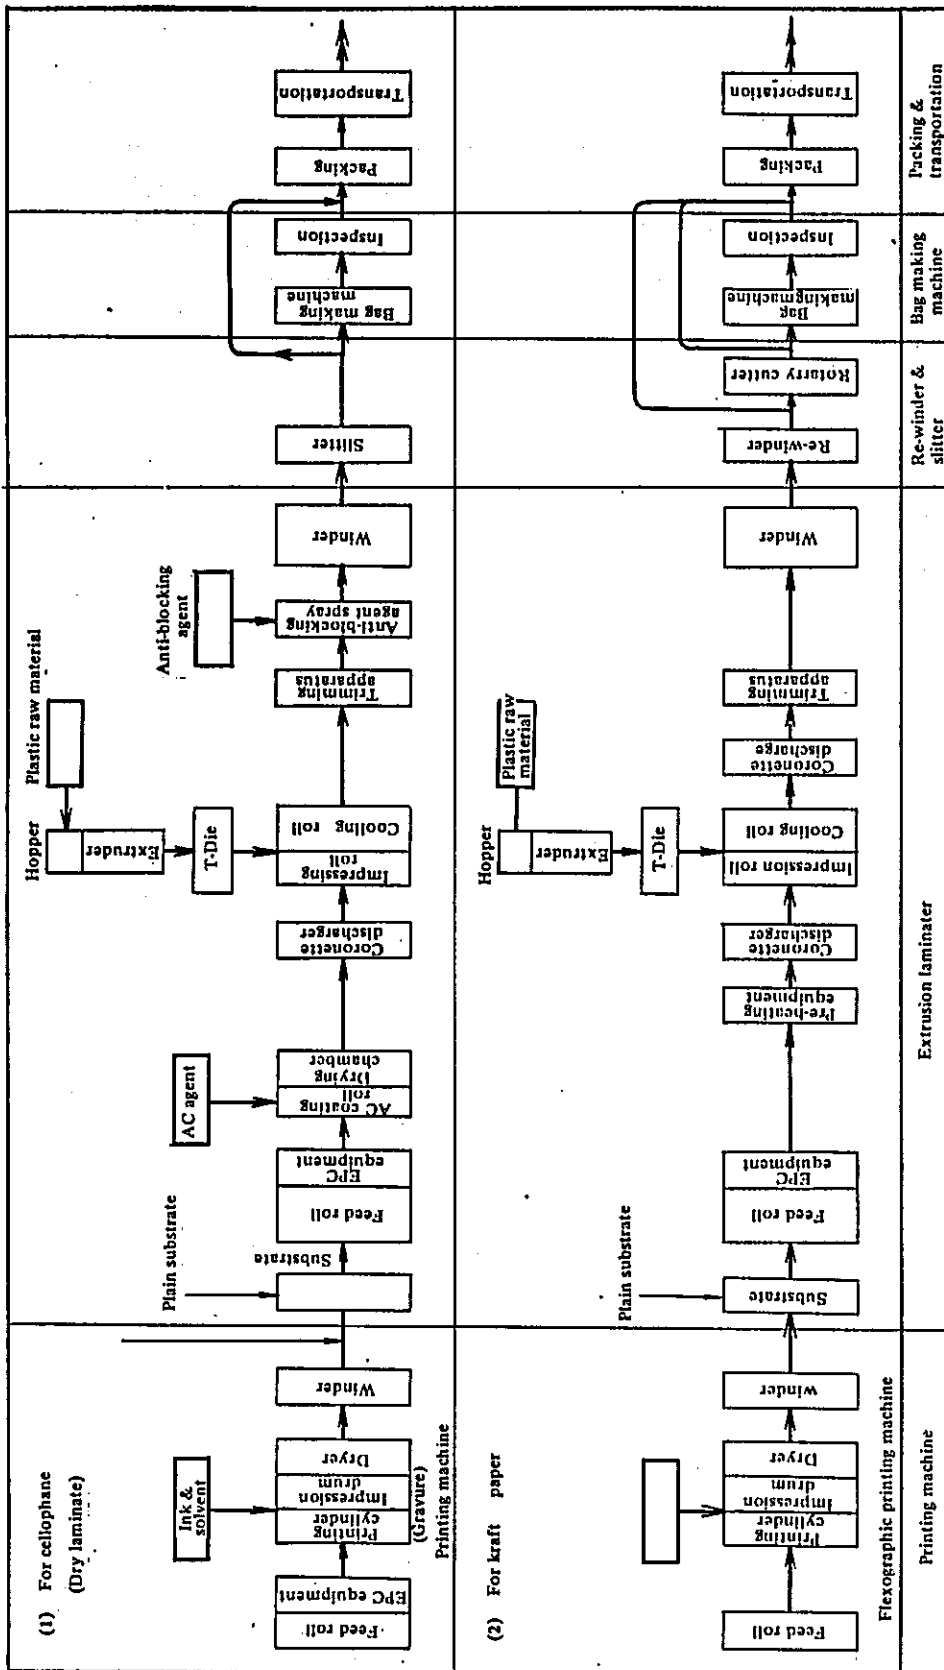 (1) For cellophane
(Dry laminate)
Feed roll
EPC equipment
Ink &
solvent
Printing
cylinder
Impression
drum
Dryer
(Gravure)
Printing machine
Winder
Plain substrate
Substrate
Feed roll
EPC
equipment
AC agent
AC coating
roll
Drying
chamber
Coronette
discharger
Hopper
Plastic raw material
Extruder
T-Die
Impressing
roll
Cooling roll
Trimming
apparatus
Anti-blocking
agent
Anti-blocking
agent spray
Winder
Slitter
Bag making
machine
Inspection
Packing
Transportation
(2) For kraft paper
Feed roll
Printing
cylinder
Impression
drum
Dryer
Flexographic printing machine
Winder
Plain substrate
Substrate
Feed roll
EPC
equipment
Pre-heating
equipment
Coronette
discharger
Hopper
Plastic raw
material
Extruder
T-Die
Impression roll
Cooling roll
Coronette
discharge
Trimming
apparatus
Winder
Re-winder
Rotarry cutter
Bag
makingmachine
Inspection
Packing
Transportation
Printing machine
Extrusion laminater
Re-winder &
slitter
Bag making
machine
Packing &
transportation